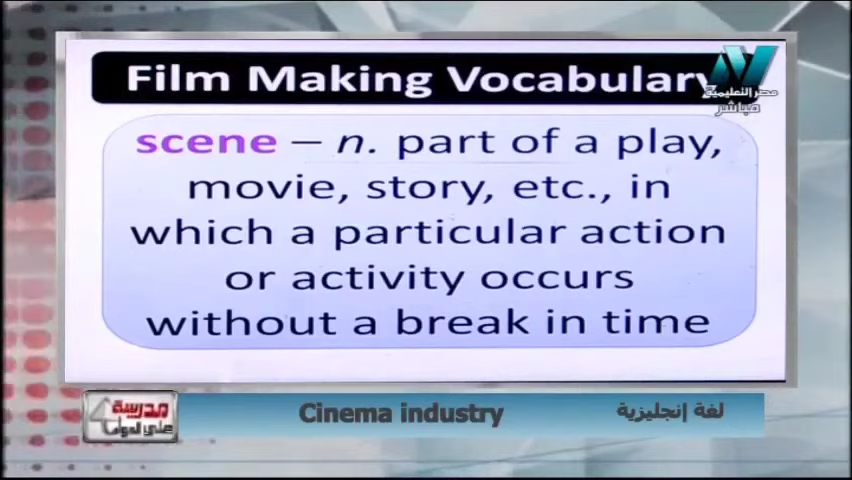 Film Making Vocabulary
مصر التعليمية
مباشر
scene – n. part of a play,
movie, story, etc., in
which a particular action
or activity occurs
without a break in time
مدرسة
على الهواء
Cinema industry
لغة إنجليزية